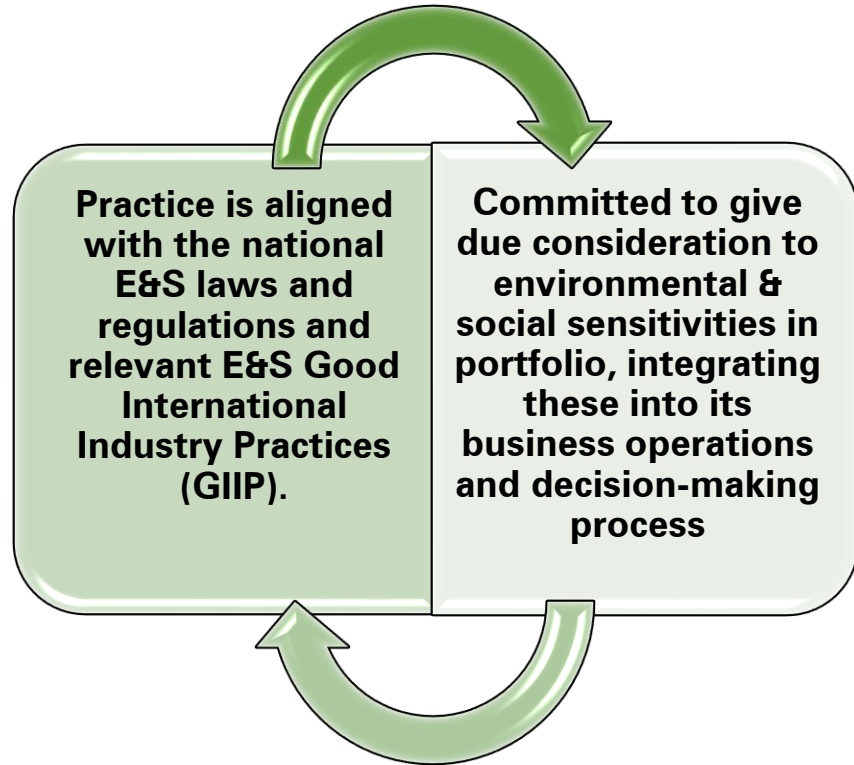 Practice is aligned
with the national
E&S laws and
regulations and
relevant E&S Good
International
Industry Practices
(GIIP).
Committed to give
due consideration to
environmental &
social sensitivities in
portfolio, integrating
these into its
business operations
and decision-making
process